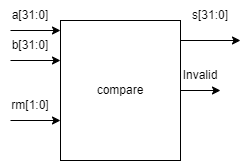 a[31:0]
s[31:0]
b[31:0]
Invalid
compare
rm[1:0]